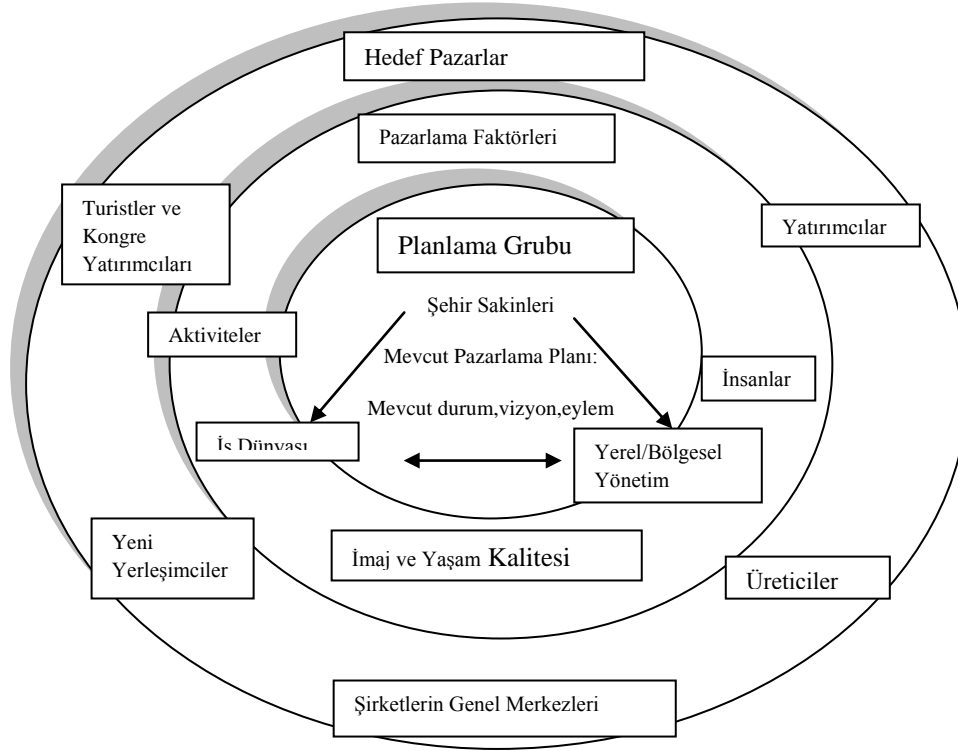 Hedef Pazarlar
Pazarlama Faktörleri
Turistler ve
Kongre
Yatırımcıları
Yatırımcılar
Planlama Grubu
Şehir Sakinleri
Aktiviteler
Mevcut Pazarlama Planı:
İnsanlar
Mevcut durum,vizyon,eylem
İş Dünyası
Yerel/Bölgesel
Yönetim
Yeni
Yerleşimciler
İmaj ve Yaşam Kalitesi
Üreticiler
Şirketlerin Genel Merkezleri